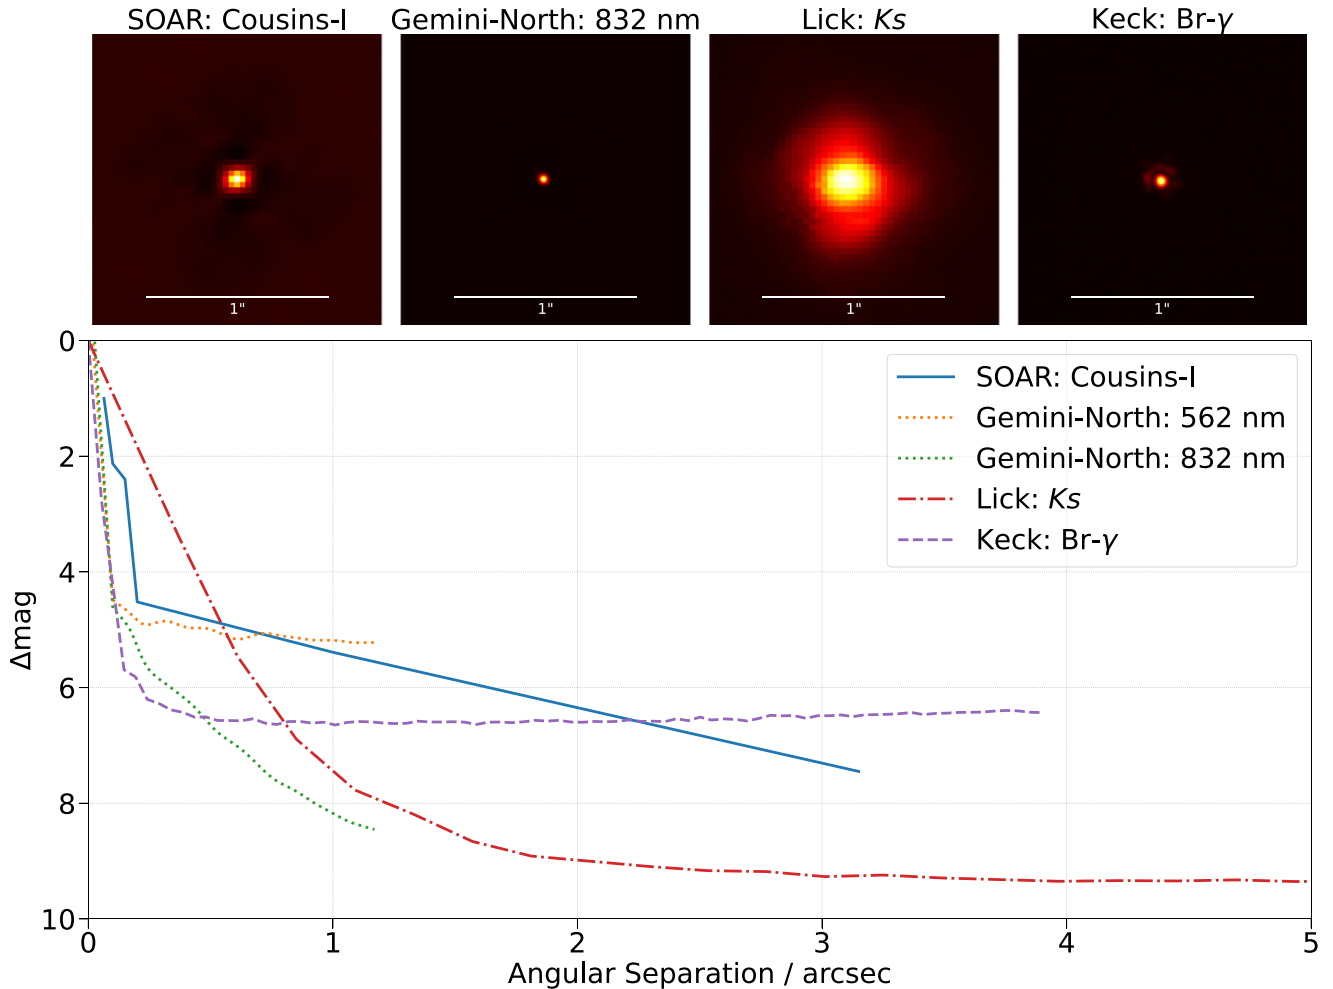 SOAR: Cousins-I
Gemini-North: 832 nm
Lick: Ks
Keck: Br-γ
1"
1"
1"
1"
0
2
4
6
8
10
Δmag
SOAR: Cousins-I
Gemini-North: 562 nm
Gemini-North: 832 nm
Lick: Ks
Keck: Br-γ
0
1
2
3
4
5
Angular Separation / arcsec